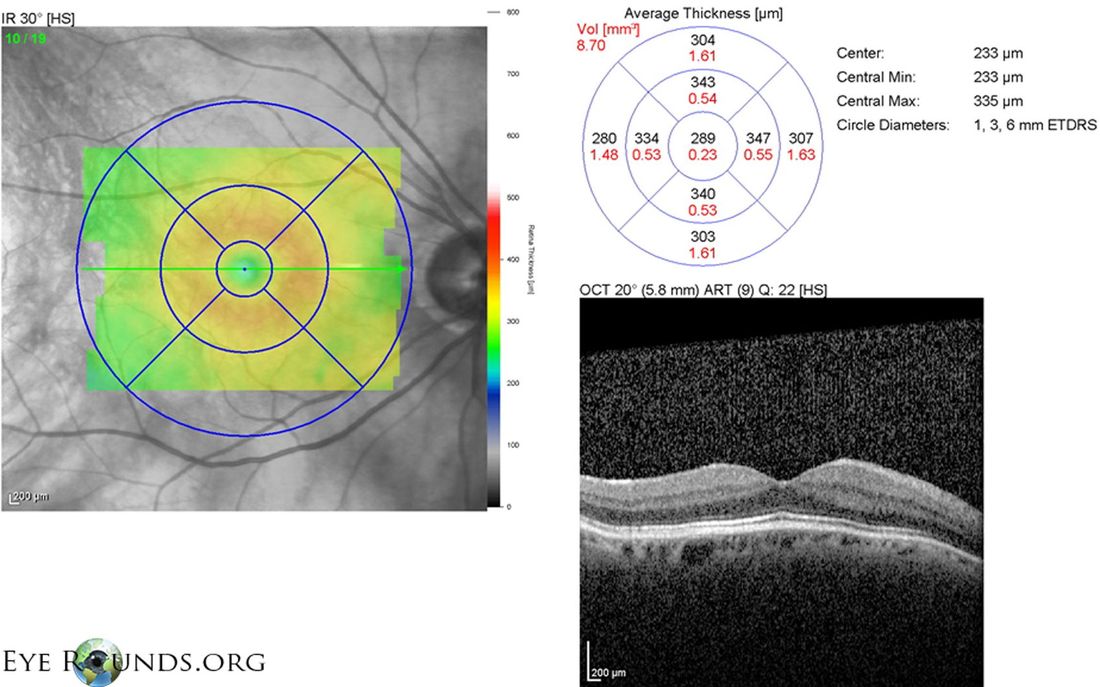 IR 30° [HS]
10 / 19
800
700
600
500
400
300
200
100
0
Retina Thickness [µm]
200 µm
Average Thickness [µm]
Vol [mm³]
8.70
304
1.61
343
0.54
280 334 289 347 307
1.48 0.53 0.23 0.55 1.63
340
0.53
303
1.61
Center: 233 µm
Central Min: 233 µm
Central Max: 335 µm
Circle Diameters: 1, 3, 6 mm ETDRS
OCT 20° (5.8 mm) ART (9) Q: 22 [HS]
200 µm
EYE ROUNDS.ORG